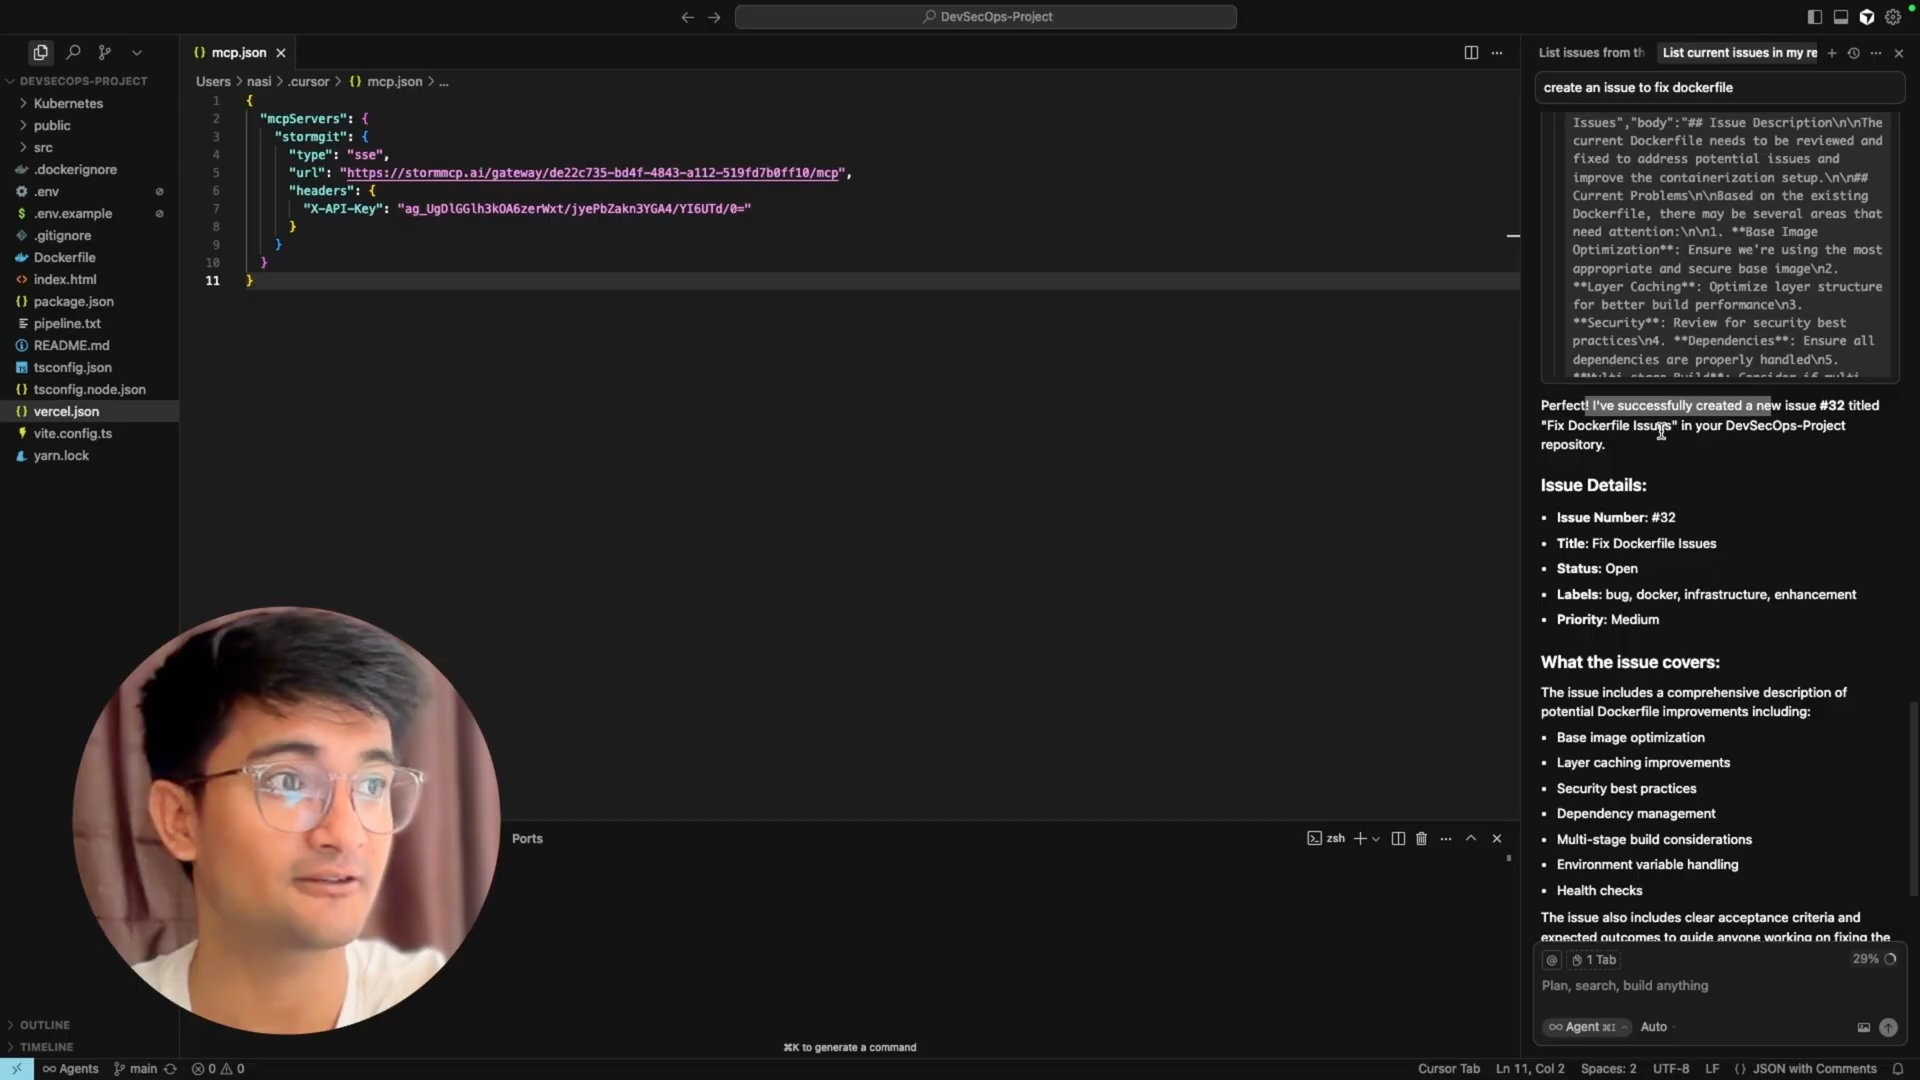 DevSecOps-Project
DEVSECOPS-PROJECT
Kubernetes
public
src
.dockerignore
.env
.env.example
.gitignore
Dockerfile
index.html
package.json
pipeline.txt
README.md
tsconfig.json
tsconfig.node.json
vercel.json
vite.config.ts
yarn.lock
OUTLINE
TIMELINE
mcp.json
Users > nasi > .cursor > {} mcp.json > ...
1 {
2 "mcpServers": {
3 "stormgit": {
4 "type": "sse",
5 "url": "https://stormmcp.ai/gateway/de22c735-bd4f-4843-a112-519fd7b0ff10/mcp",
6 "headers": {
7 "X-API-Key": "ag_UgDlGGlh3kOA6zerWxt/jyePbZakn3YGA4/YI6UTd/0="
8 }
9 }
10 }
11 }
Ports
zsh
⌘K to generate a command
List issues from th
List current issues in my re
create an issue to fix dockerfile
Issues","body":"## Issue Description\n\nThe
current Dockerfile needs to be reviewed and
fixed to address potential issues and
improve the containerization setup.\n\n##
Current Problems\n\nBased on the existing
Dockerfile, there may be several areas that
need attention:\n\n1. **Base Image
Optimization**: Ensure we're using the most
appropriate and secure base image\n2.
**Layer Caching**: Optimize layer structure
for better build performance\n3.
**Security**: Review for security best
practices\n4. **Dependencies**: Ensure all
dependencies are properly handled\n5.
**Multi-stage Build**: Consider if multi
Perfect! I've successfully created a new issue #32 titled
"Fix Dockerfile Issues" in your DevSecOps-Project
repository.
Issue Details:
• Issue Number: #32
• Title: Fix Dockerfile Issues
• Status: Open
• Labels: bug, docker, infrastructure, enhancement
• Priority: Medium
What the issue covers:
The issue includes a comprehensive description of
potential Dockerfile improvements including:
• Base image optimization
• Layer caching improvements
• Security best practices
• Dependency management
• Multi-stage build considerations
• Environment variable handling
• Health checks
The issue also includes clear acceptance criteria and
expected outcomes to guide anyone working on fixing the
@ 1 Tab 29%
Plan, search, build anything
∞ Agent ⌘I Auto
Agents main 0 0
Cursor Tab Ln 11, Col 2 Spaces: 2 UTF-8 LF {} JSON with Comments